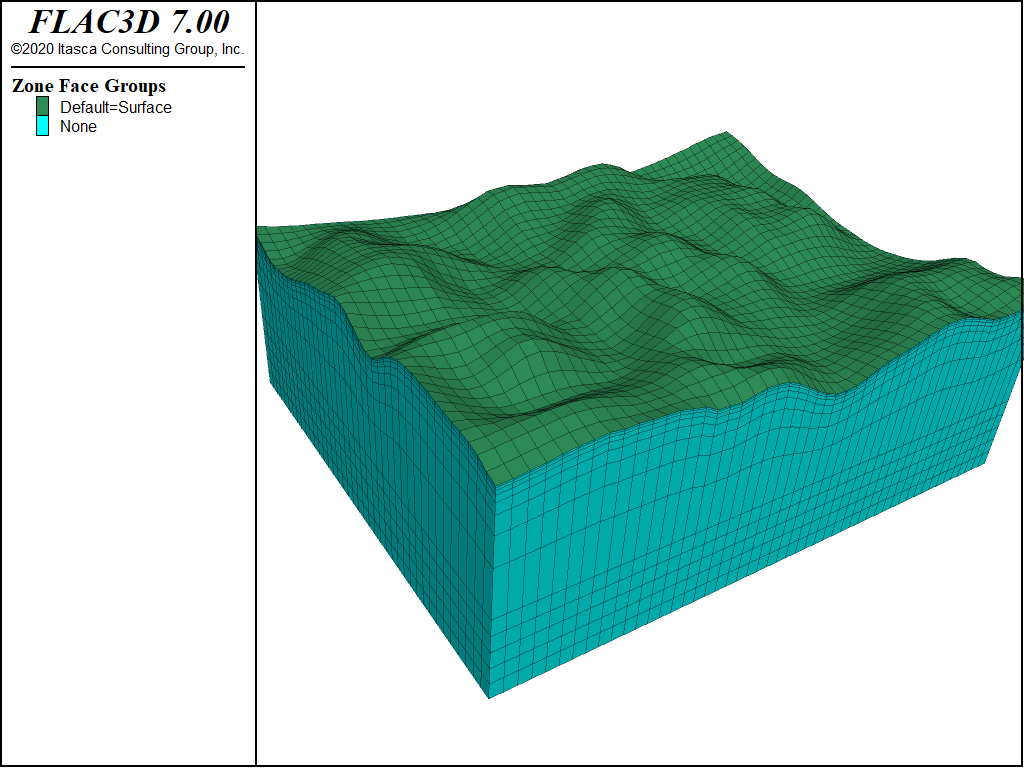 FLAC3D 7.00
©2020 Itasca Consulting Group, Inc.
Zone Face Groups
Default=Surface
None